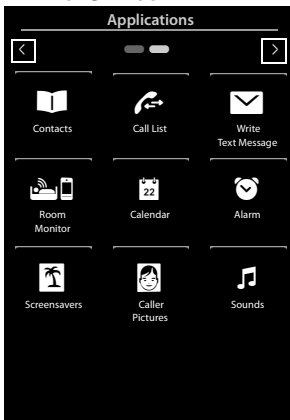 Applications
Contacts
Call List
Write
Text Message
Room
Monitor
22
Calendar
Alarm
Screensavers
Caller
Pictures
Sounds